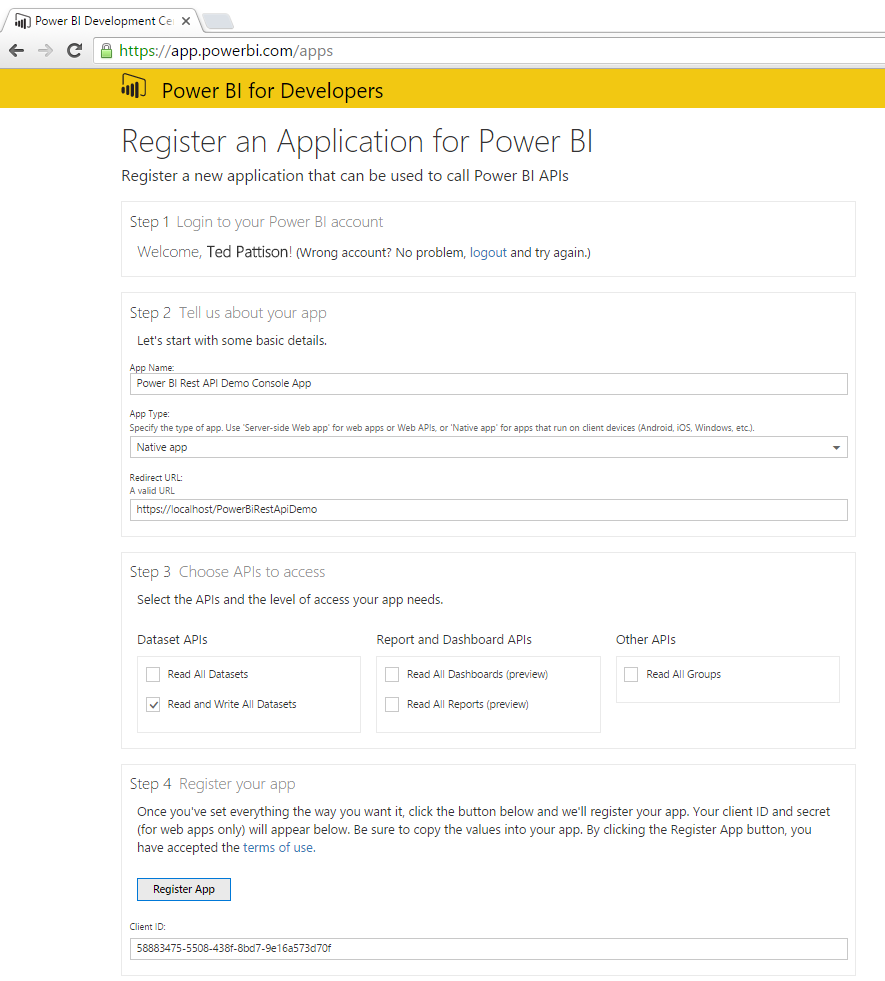 Power BI Development Ce
https://app.powerbi.com/apps
Power BI for Developers
Register an Application for Power BI
Register a new application that can be used to call Power BI APIs
Step 1 Login to your Power BI account
Welcome, Ted Pattison! (Wrong account? No problem, logout and try again.)
Step 2 Tell us about your app
Let's start with some basic details.
App Name:
Power BI Rest API Demo Console App
App Type:
Specify the type of app. Use 'Server-side Web app' for web apps or Web APIs, or 'Native app' for apps that run on client devices (Android, iOS, Windows, etc.).
Native app
Redirect URL:
A valid URL
https://localhost/PowerBiRestApiDemo
Step 3 Choose APIs to access
Select the APIs and the level of access your app needs.
Dataset APIs
Read All Datasets
Read and Write All Datasets
Report and Dashboard APIs
Read All Dashboards (preview)
Read All Reports (preview)
Other APIs
Read All Groups
Step 4 Register your app
Once you've set everything the way you want it, click the button below and we'll register your app. Your client ID and secret
(for web apps only) will appear below. Be sure to copy the values into your app. By clicking the Register App button, you
have accepted the terms of use.
Register App
Client ID:
58883475-5508-438f-8bd7-9e16a573d70f